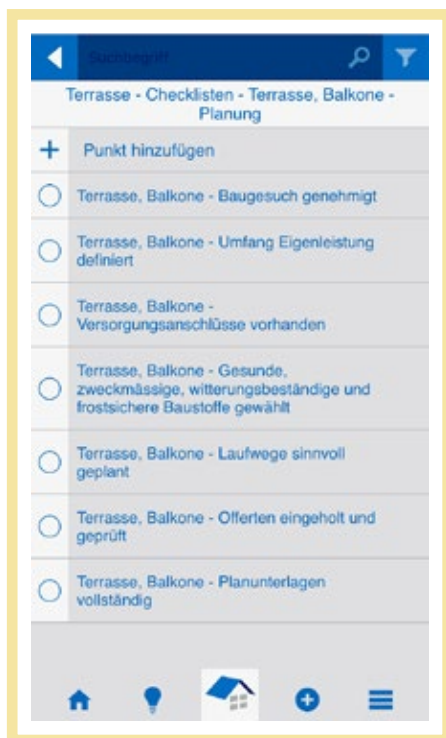 Suchbegriff
Terrasse - Checklisten - Terrasse, Balkone -
Planung
Punkt hinzufügen
Terrasse, Balkone - Baugesuch genehmigt
Terrasse, Balkone - Umfang Eigenleistung
definiert
Terrasse, Balkone -
Versorgungsanschlüsse vorhanden
Terrasse, Balkone - Gesunde,
zweckmässige, witterungsbeständige und
frostsichere Baustoffe gewählt
Terrasse, Balkone - Laufwege sinnvoll
geplant
Terrasse, Balkone - Offerten eingeholt und
geprüft
Terrasse, Balkone - Planunterlagen
vollständig